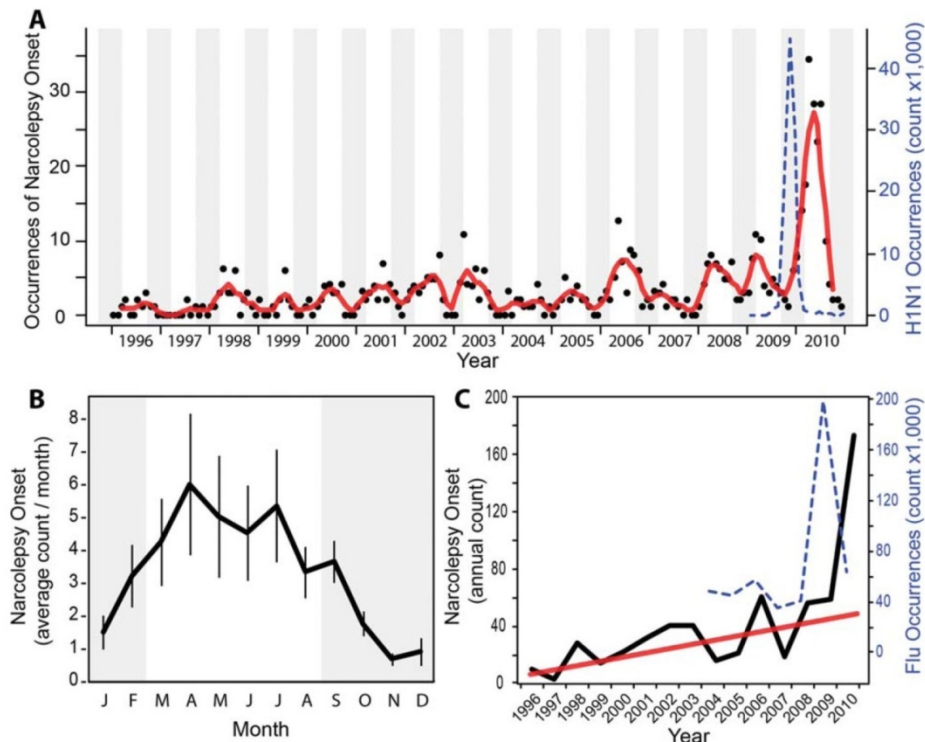 A
Occurrences of Narcolepsy Onset
30
20
10
0
H1N1 Occurrences (count x1,000)
40
30
20
10
0
1996 1997 1998 1999 2000 2001 2002 2003 2004 2005 2006 2007 2008 2009 2010
Year
B
Narcolepsy Onset
(average count / month)
8
7
6
5
4
3
2
1
0
J F M A M J J A S O N D
Month
C
Narcolepsy Onset
(annual count)
200
160
120
80
40
0
Flu Occurrences (count x1,000)
200
160
120
80
40
0
1996 1997 1998 1999 2000 2001 2002 2003 2004 2005 2006 2007 2008 2009 2010
Year